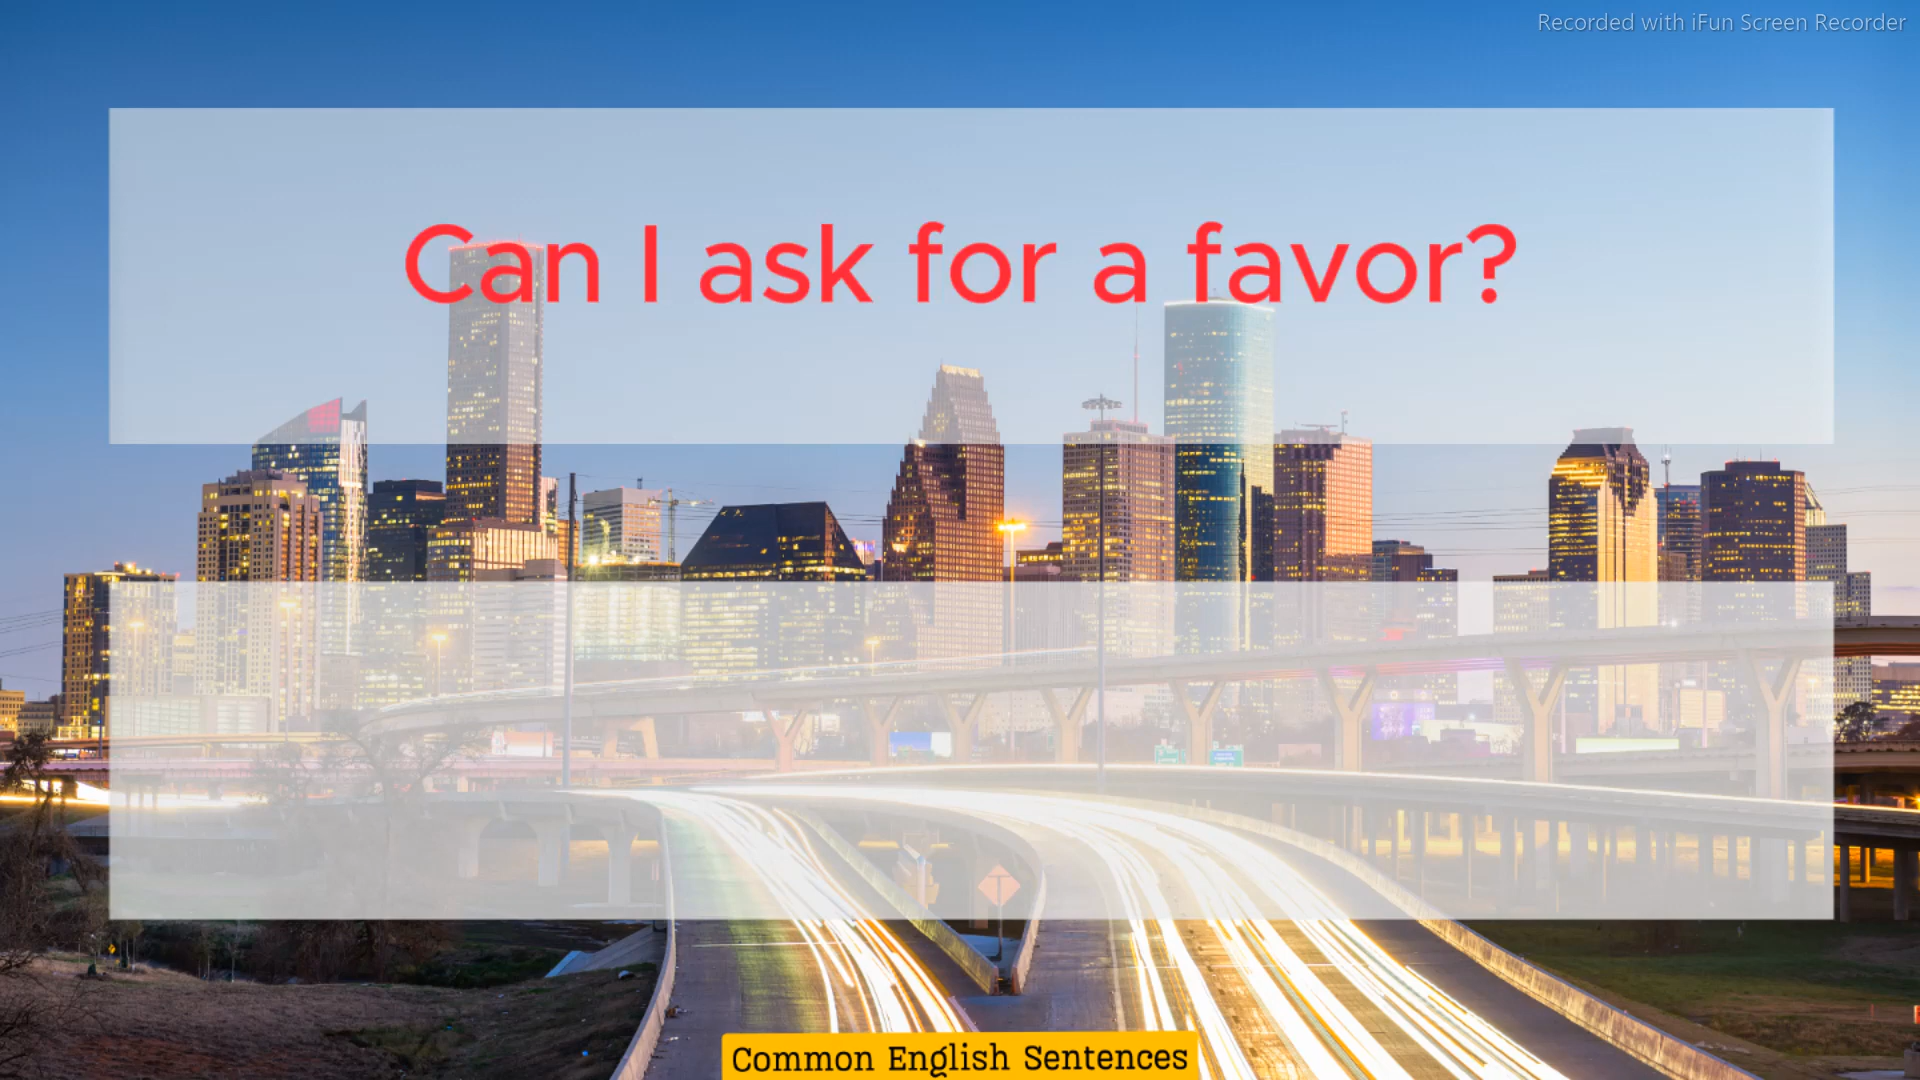 Recorded with iFun Screen Recorder
Can I ask for a favor?
Common English Sentences